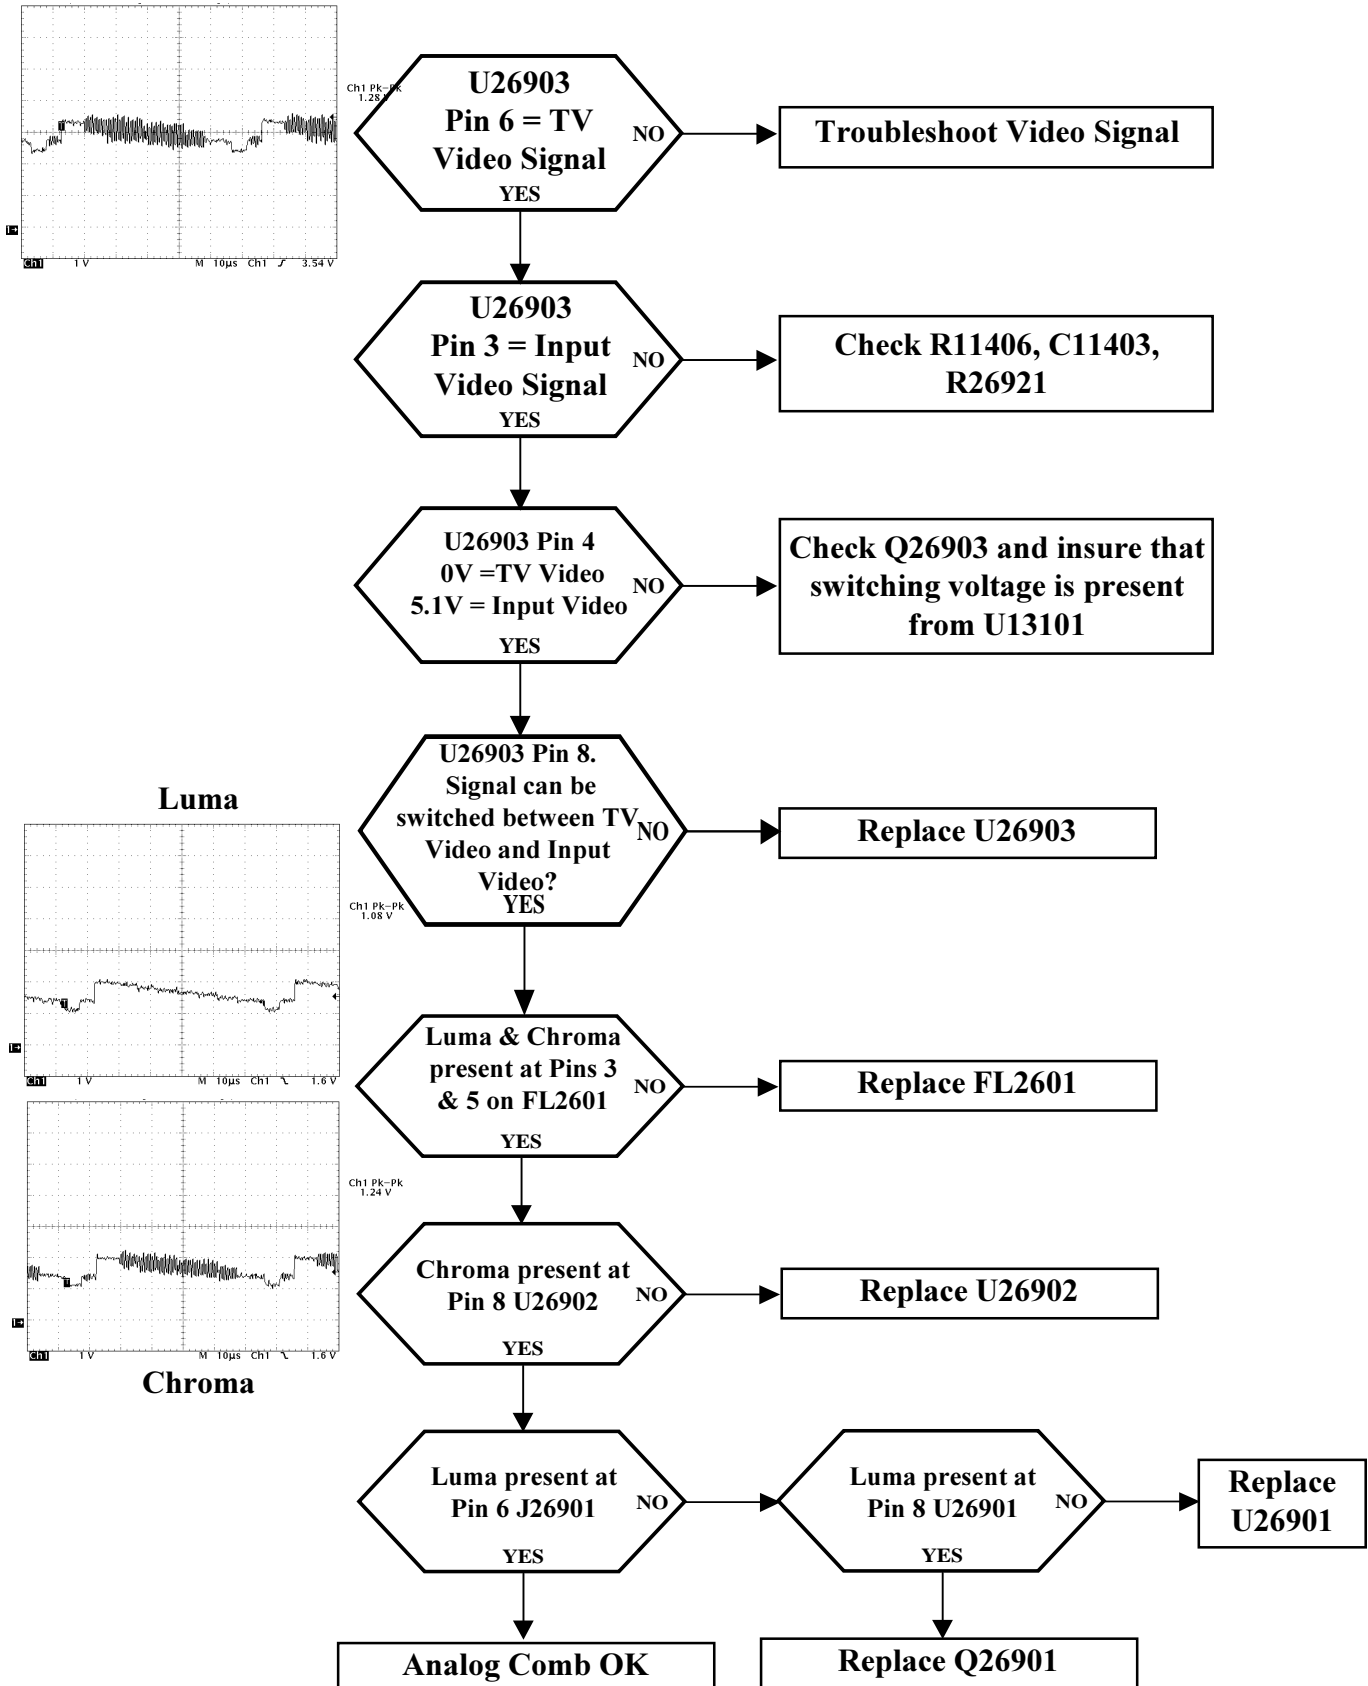 Ch1 Pk-Pk
1.28 V
Ch1 1 V M 10µs Ch1 3.54 V
U26903
Pin 6 = TV
Video Signal
NO
YES
Troubleshoot Video Signal
U26903
Pin 3 = Input
Video Signal
NO
YES
Check R11406, C11403,
R26921
U26903 Pin 4
0V =TV Video
5.1V = Input Video
NO
YES
Check Q26903 and insure that
switching voltage is present
from U13101
U26903 Pin 8.
Signal can be
switched between TV
Video and Input
Video?
NO
YES
Replace U26903
Luma
Ch1 Pk-Pk
1.08 V
Ch1 1 V M 10µs Ch1 1.6 V
Luma & Chroma
present at Pins 3
& 5 on FL2601
NO
YES
Replace FL2601
Ch1 Pk-Pk
1.24 V
Ch1 1 V M 10µs Ch1 1.6 V
Chroma
Chroma present at
Pin 8 U26902
NO
YES
Replace U26902
Luma present at
Pin 6 J26901
NO
YES
Luma present at
Pin 8 U26901
NO
YES
Replace
U26901
Analog Comb OK
Replace Q26901